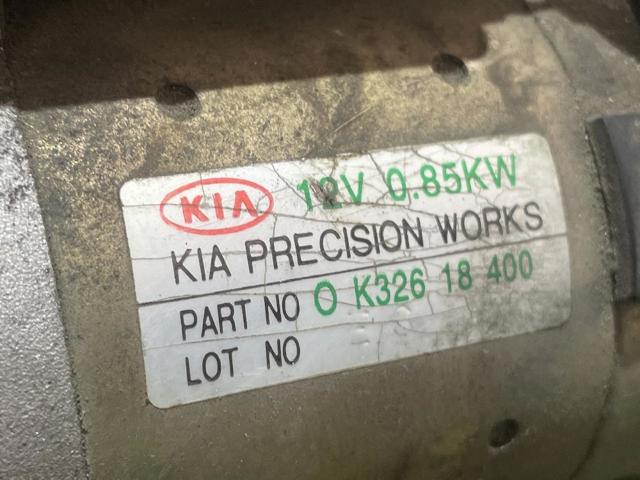 KIA 12V 0.85KW
KIA PRECISION WORKS
PART NO 0 K326 18 400
LOT NO